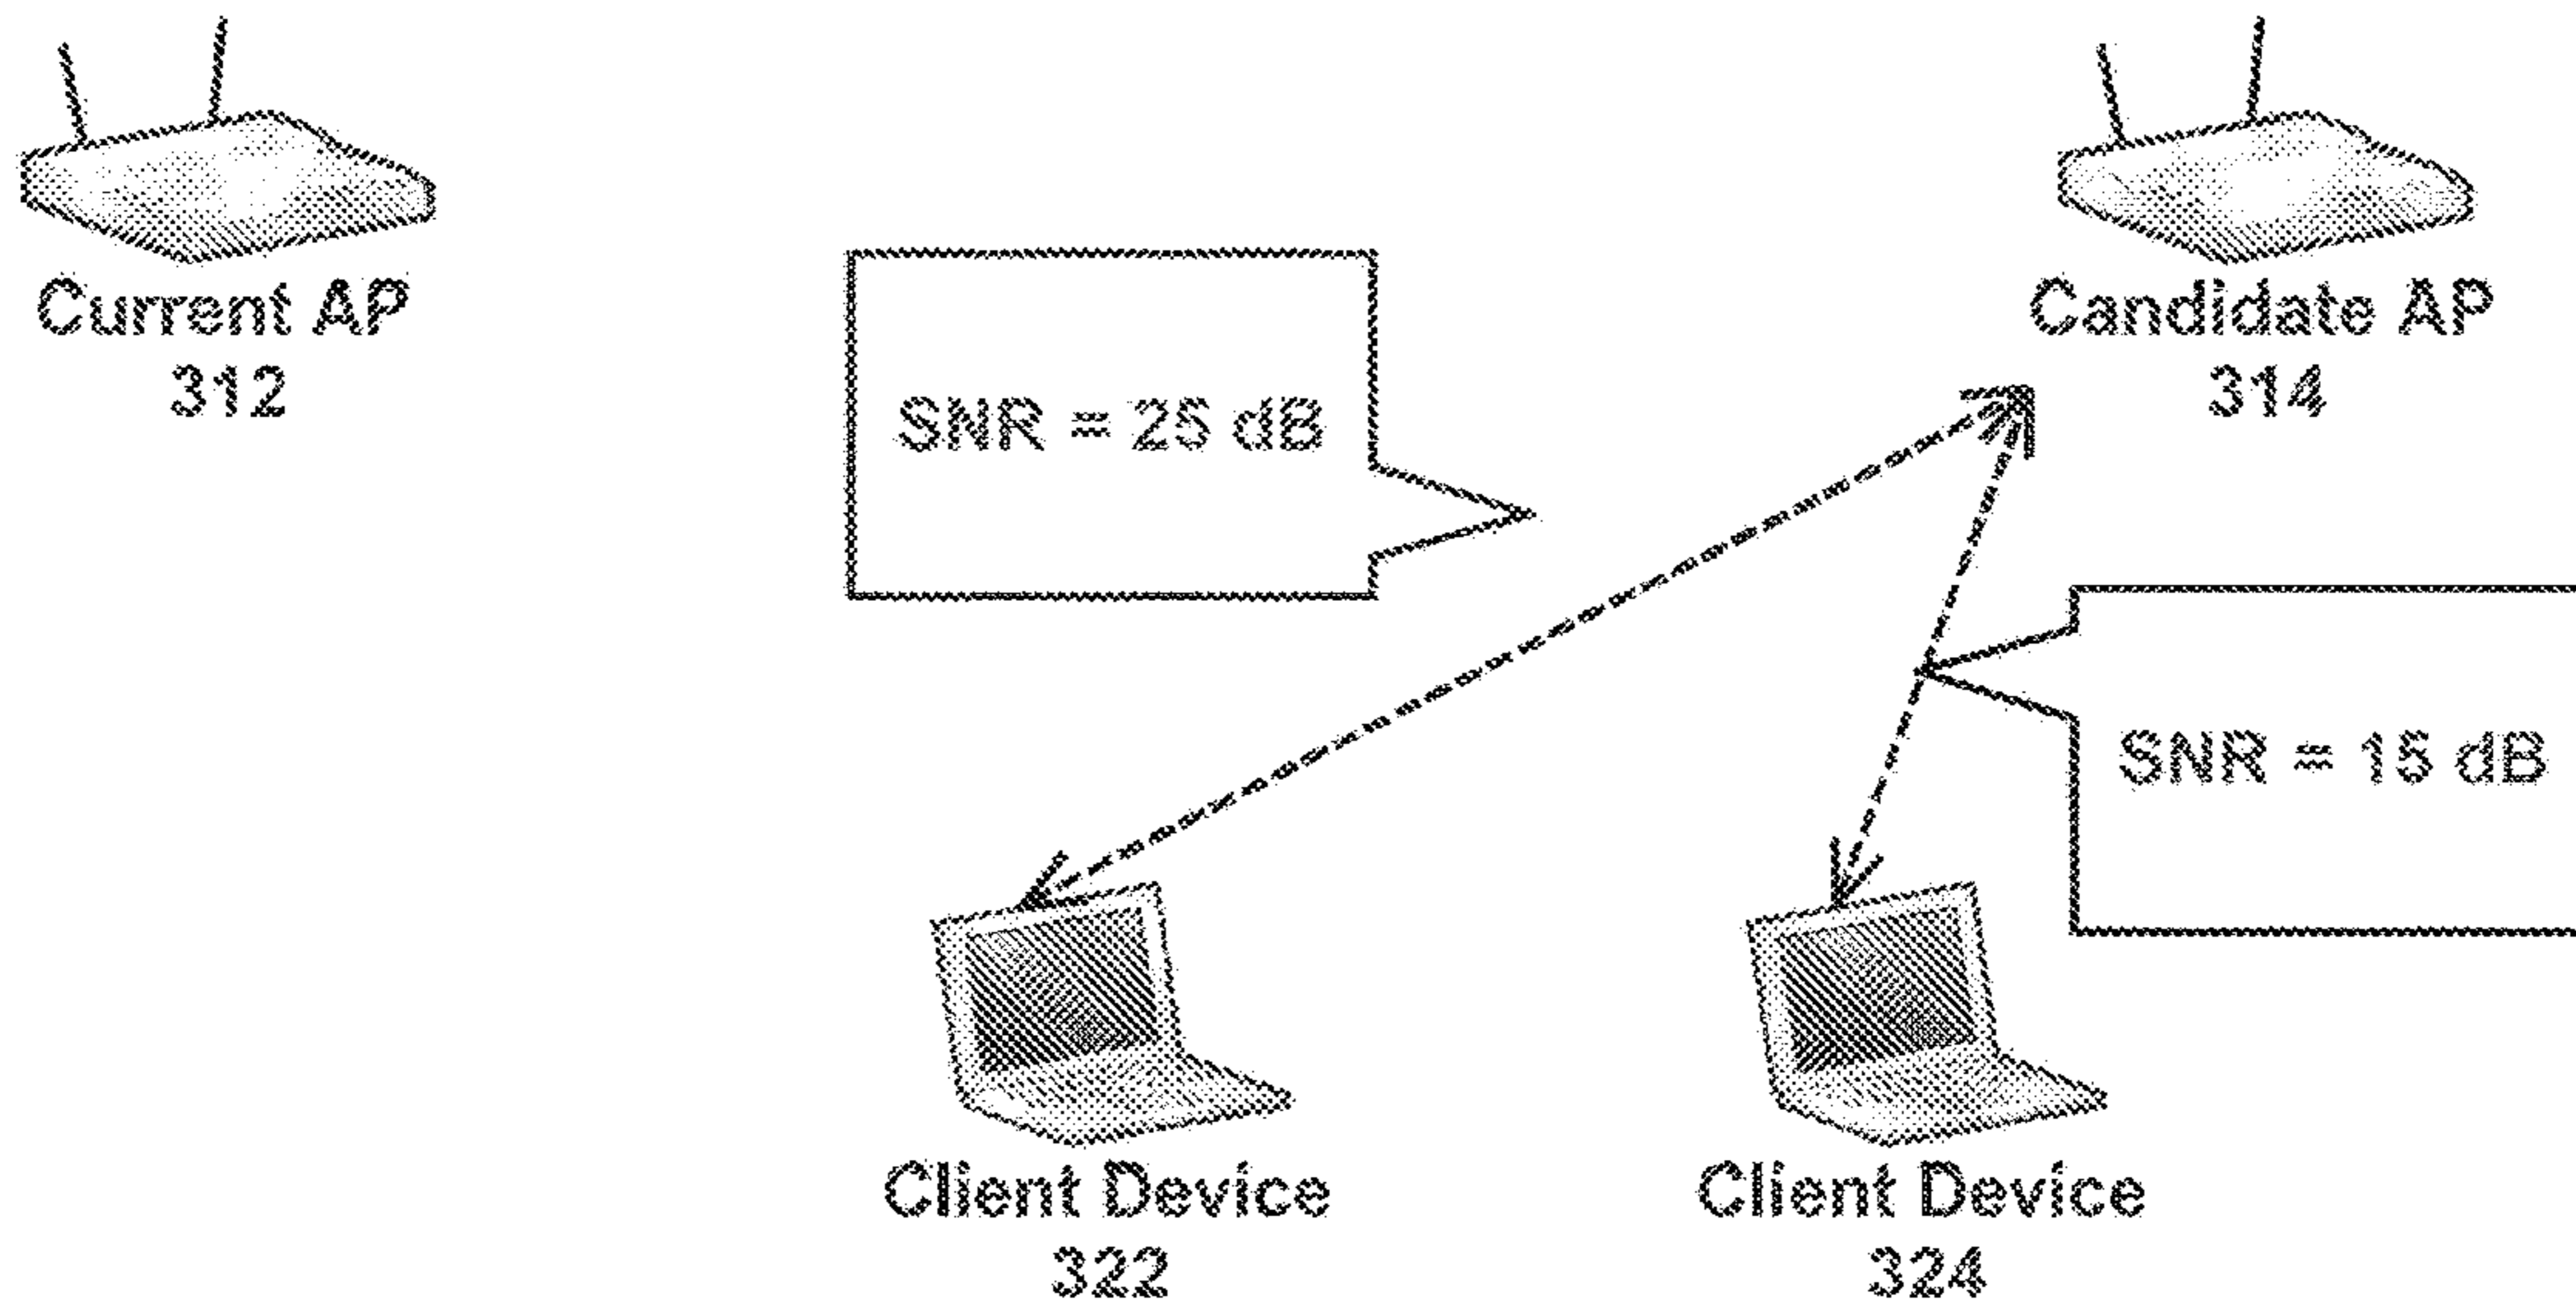 Current AP
312
Candidate AP
314
SNR = 25 dB
SNR = 15 dB
Client Device
322
Client Device
324